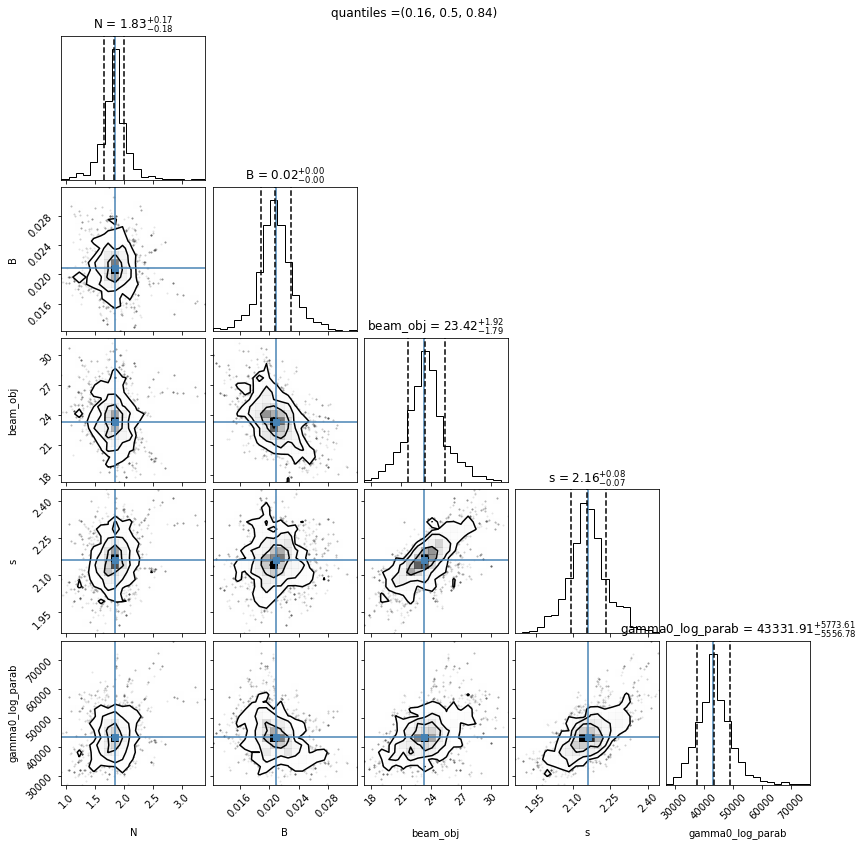 quantiles =(0.16, 0.5, 0.84)
N = 1.83+0.17−0.18
B = 0.02+0.00−0.00
0.028
0.024
0.020
0.016
B
beam_obj = 23.42+1.92−1.79
30
27
24
21
18
beam_obj
s = 2.16+0.08−0.07
2.40
2.25
2.10
1.95
s
gamma0_log_parab = 43331.91+5773.61−5556.78
70000
60000
50000
40000
30000
gamma0_log_parab
1.0 1.5 2.0 2.5 3.0
0.016 0.020 0.024 0.028
18 21 24 27 30
1.95 2.10 2.25 2.40
30000 40000 50000 60000 70000
N B beam_obj s gamma0_log_parab